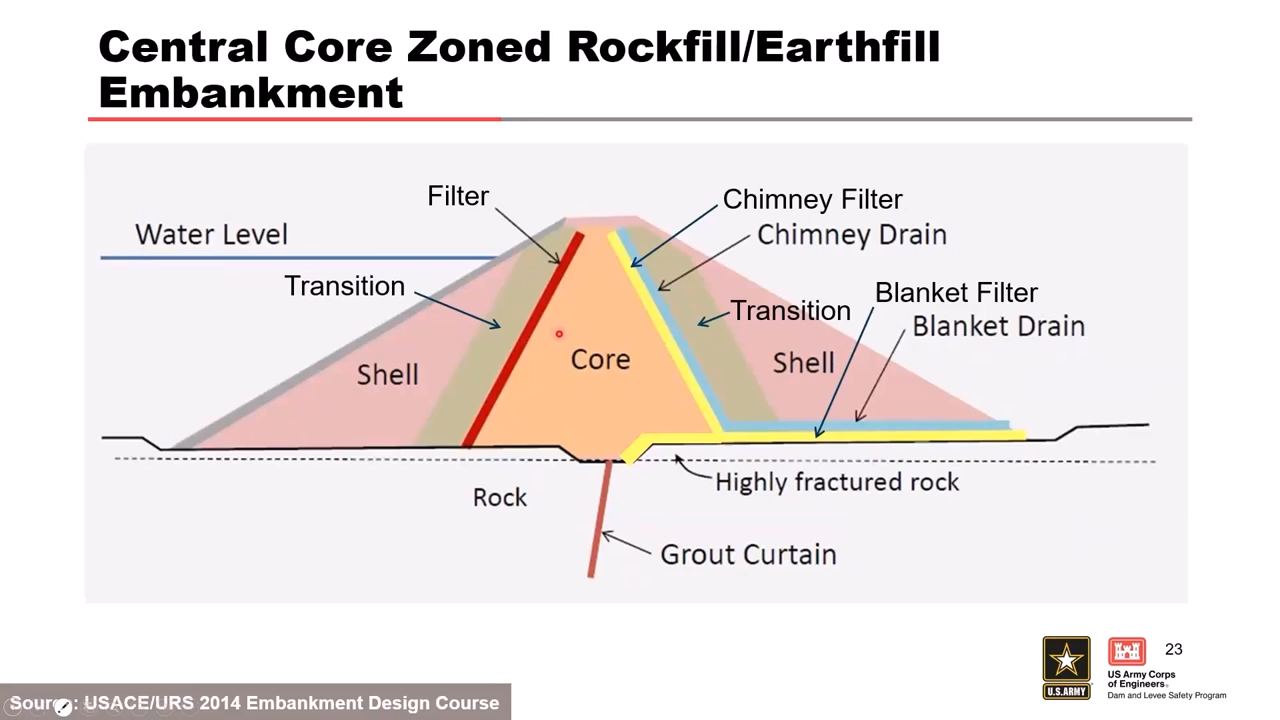 Central Core Zoned Rockfill/Earthfill
Embankment
Filter
Chimney Filter
Water Level
Chimney Drain
Transition
Blanket Filter
Transition
Blanket Drain
Shell
Core
Shell
Rock
Highly fractured rock
Grout Curtain
23
U.S.ARMY
US Army Corps
of Engineers®
Dam and Levee Safety Program
Source: USACE/URS 2014 Embankment Design Course